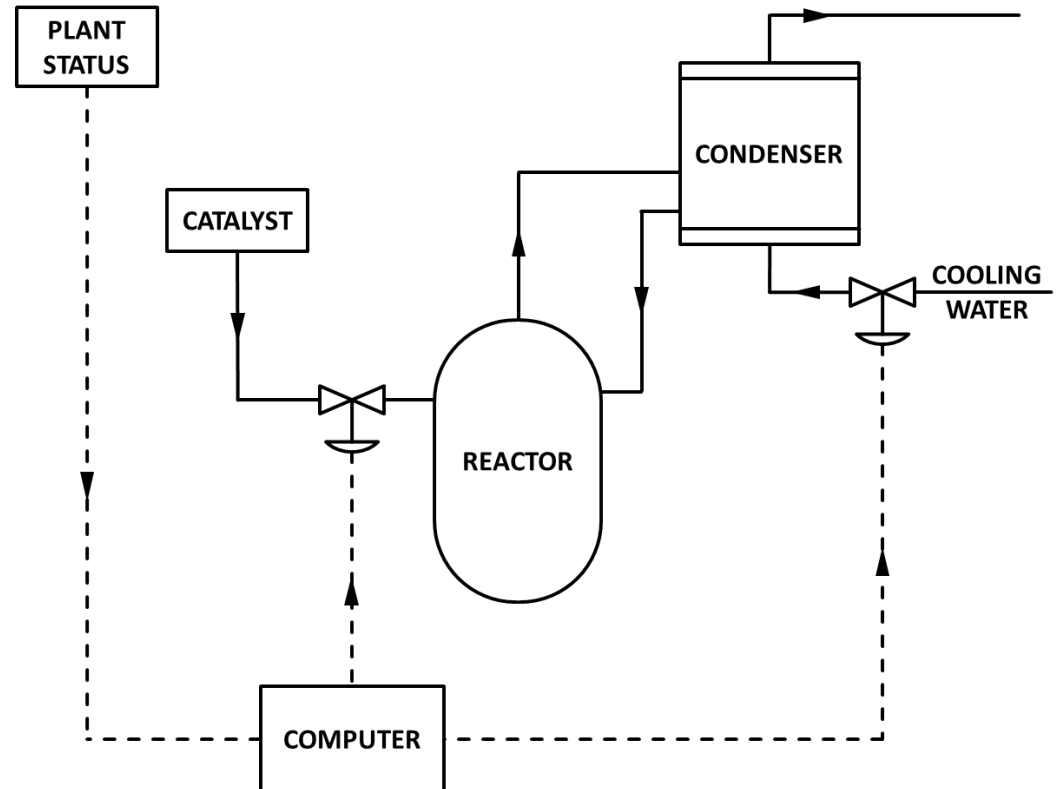 PLANT
STATUS
CONDENSER
CATALYST
COOLING
WATER
REACTOR
COMPUTER